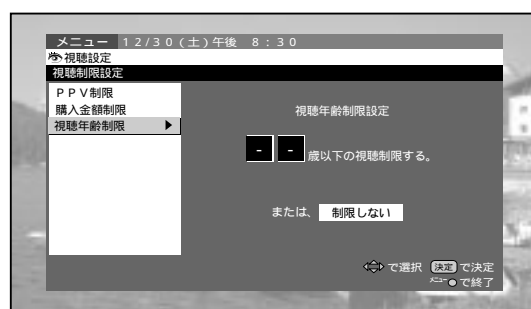 メニュー 12/30(土)午後 8:30
視聴設定
視聴制限設定
PPV制限
購入金額制限
視聴年齢制限 ▶
視聴年齢制限設定
- - 歳以下の視聴制限する。
または、 制限しない
で選択 決定 で決定
メニュー で終了